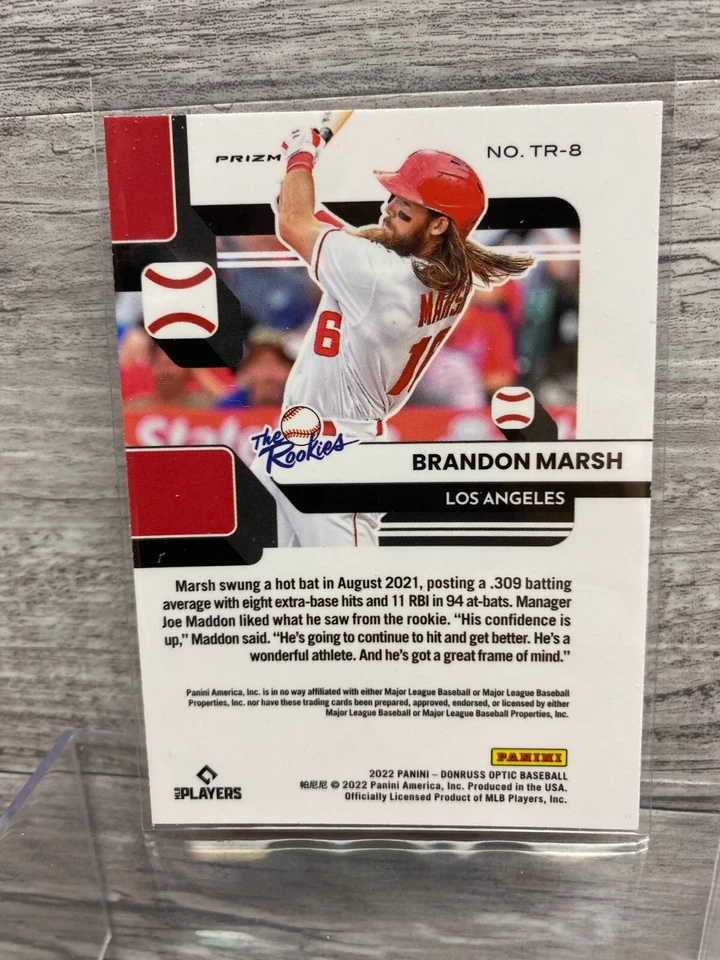 PRIZM
NO. TR-8
MARSH
6
16
The
Rookies
BRANDON MARSH
LOS ANGELES
Marsh swung a hot bat in August 2021, posting a .309 batting
average with eight extra-base hits and 11 RBI in 94 at-bats. Manager
Joe Maddon liked what he saw from the rookie. “His confidence is
up,” Maddon said. “He’s going to continue to hit and get better. He’s a
wonderful athlete. And he’s got a great frame of mind.”
Panini America, Inc. is in no way affiliated with either Major League Baseball or Major League Baseball
Properties, Inc. nor have these trading cards been prepared, approved, endorsed, or licensed by either
Major League Baseball or Major League Baseball Properties, Inc.
PANINI
MLB PLAYERS
2022 PANINI – DONRUSS OPTIC BASEBALL
帕尼尼 © 2022 Panini America, Inc. Produced in the USA.
Officially Licensed Product of MLB Players, Inc.